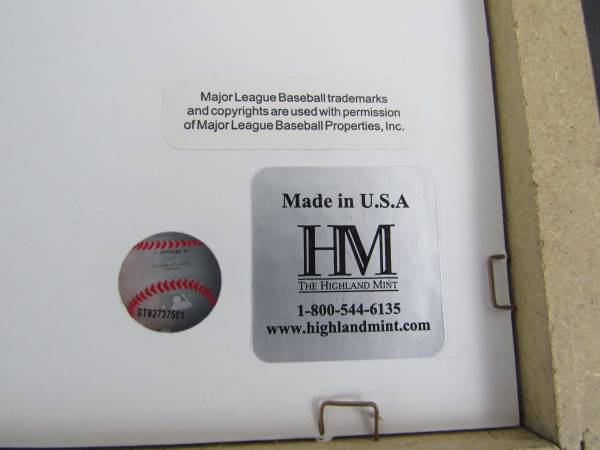 Major League Baseball trademarks
and copyrights are used with permission
of Major League Baseball Properties, Inc.
Made in U.S.A
HM
THE HIGHLAND MINT
1-800-544-6135
www.highlandmint.com
ST82737501